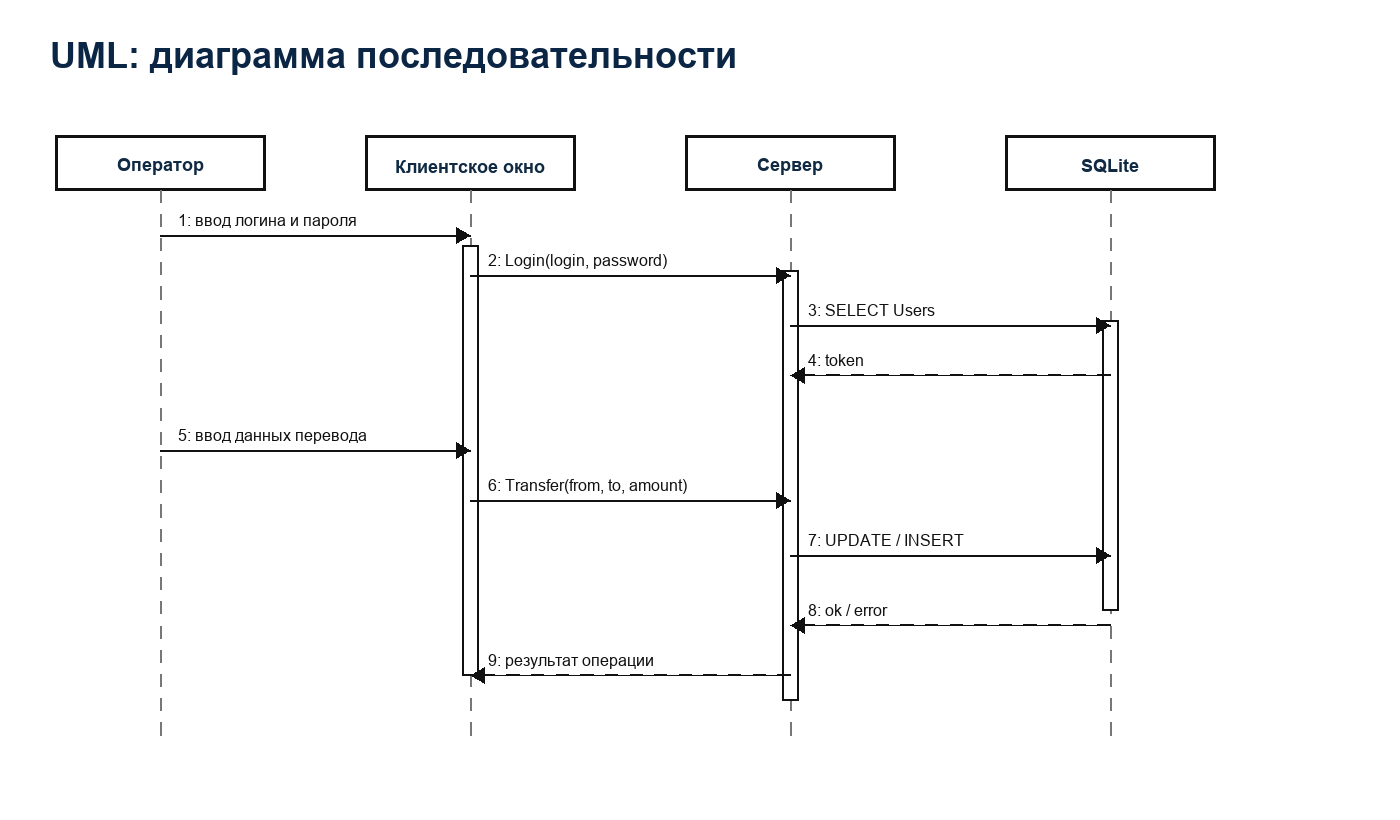 UML: диаграмма последовательности
Оператор
Клиентское окно
Сервер
SQLite
1: ввод логина и пароля
2: Login(login, password)
3: SELECT Users
4: token
5: ввод данных перевода
6: Transfer(from, to, amount)
7: UPDATE / INSERT
8: ok / error
9: результат операции